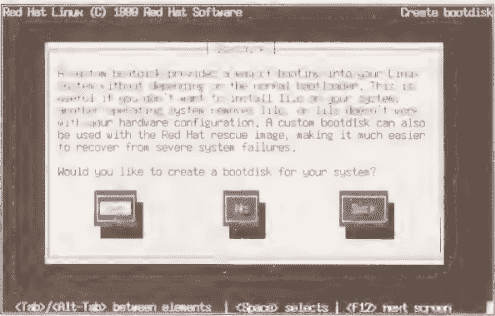 Red Hat Linux (C) 1999 Red Hat Software Create bootdisk
Bootdisk
A custom bootdisk provides a way of booting into your Linux
system without depending on the normal bootloader. This is
useful if you don't want to install lilo on your system,
another operating system removes lilo, or lilo doesn't work
with your hardware configuration. A custom bootdisk can also
be used with the Red Hat rescue image, making it much easier
to recover from severe system failures.
Would you like to create a bootdisk for your system?
No
<Tab>/<Alt-Tab> between elements | <Space> selects | <F12> next screen